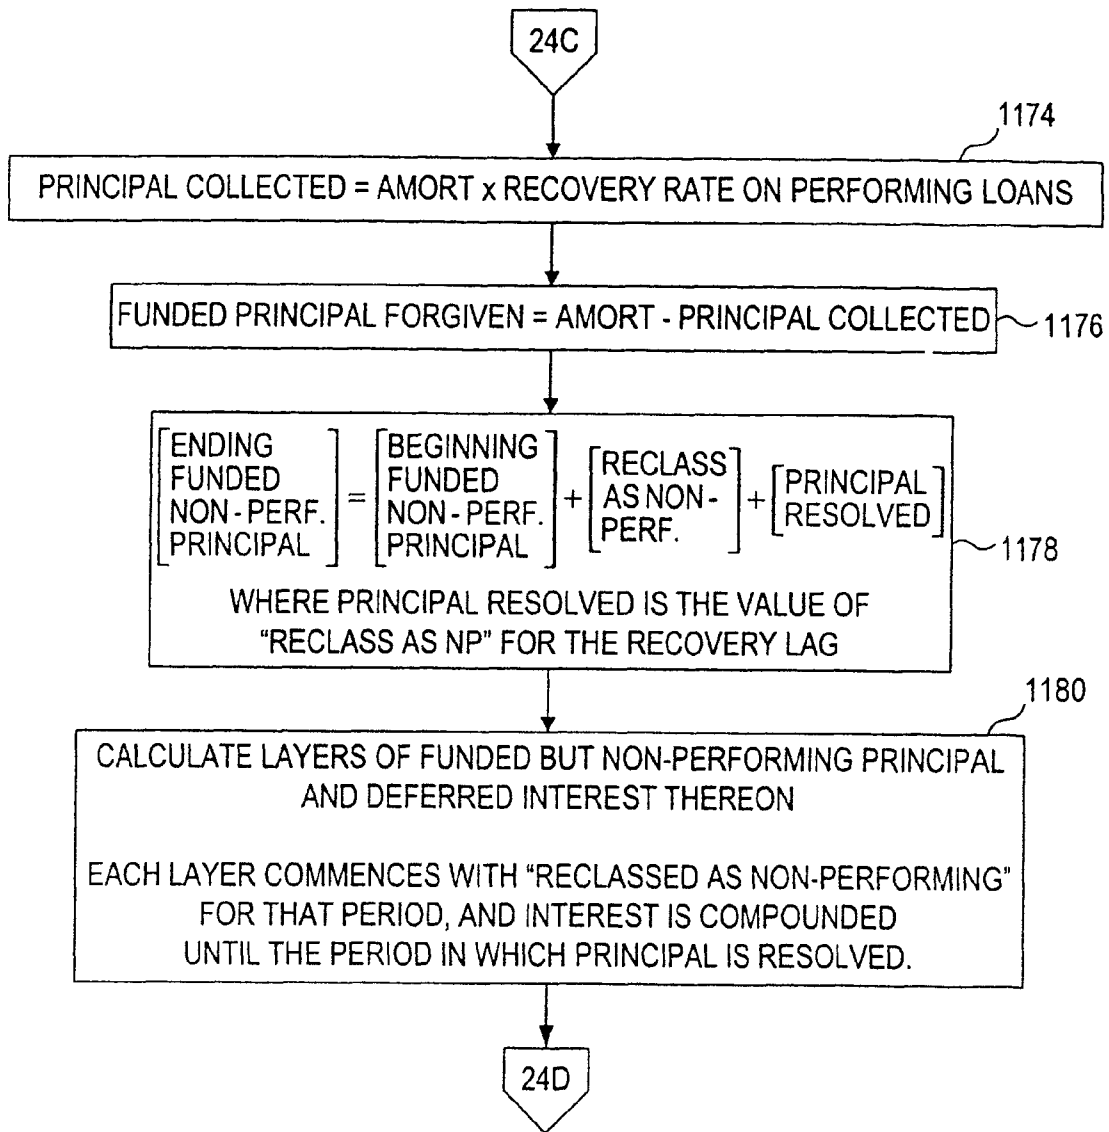 24C
1174
PRINCIPAL COLLECTED = AMORT x RECOVERY RATE ON PERFORMING LOANS
FUNDED PRINCIPAL FORGIVEN = AMORT - PRINCIPAL COLLECTED
1176
[ENDING FUNDED NON-PERF. PRINCIPAL] = [BEGINNING FUNDED NON-PERF. PRINCIPAL] + [RECLASS AS NON-PERF.] + [PRINCIPAL RESOLVED]
1178
WHERE PRINCIPAL RESOLVED IS THE VALUE OF
"RECLASS AS NP" FOR THE RECOVERY LAG
1180
CALCULATE LAYERS OF FUNDED BUT NON-PERFORMING PRINCIPAL
AND DEFERRED INTEREST THEREON
EACH LAYER COMMENCES WITH "RECLASSED AS NON-PERFORMING"
FOR THAT PERIOD, AND INTEREST IS COMPOUNDED
UNTIL THE PERIOD IN WHICH PRINCIPAL IS RESOLVED.
24D